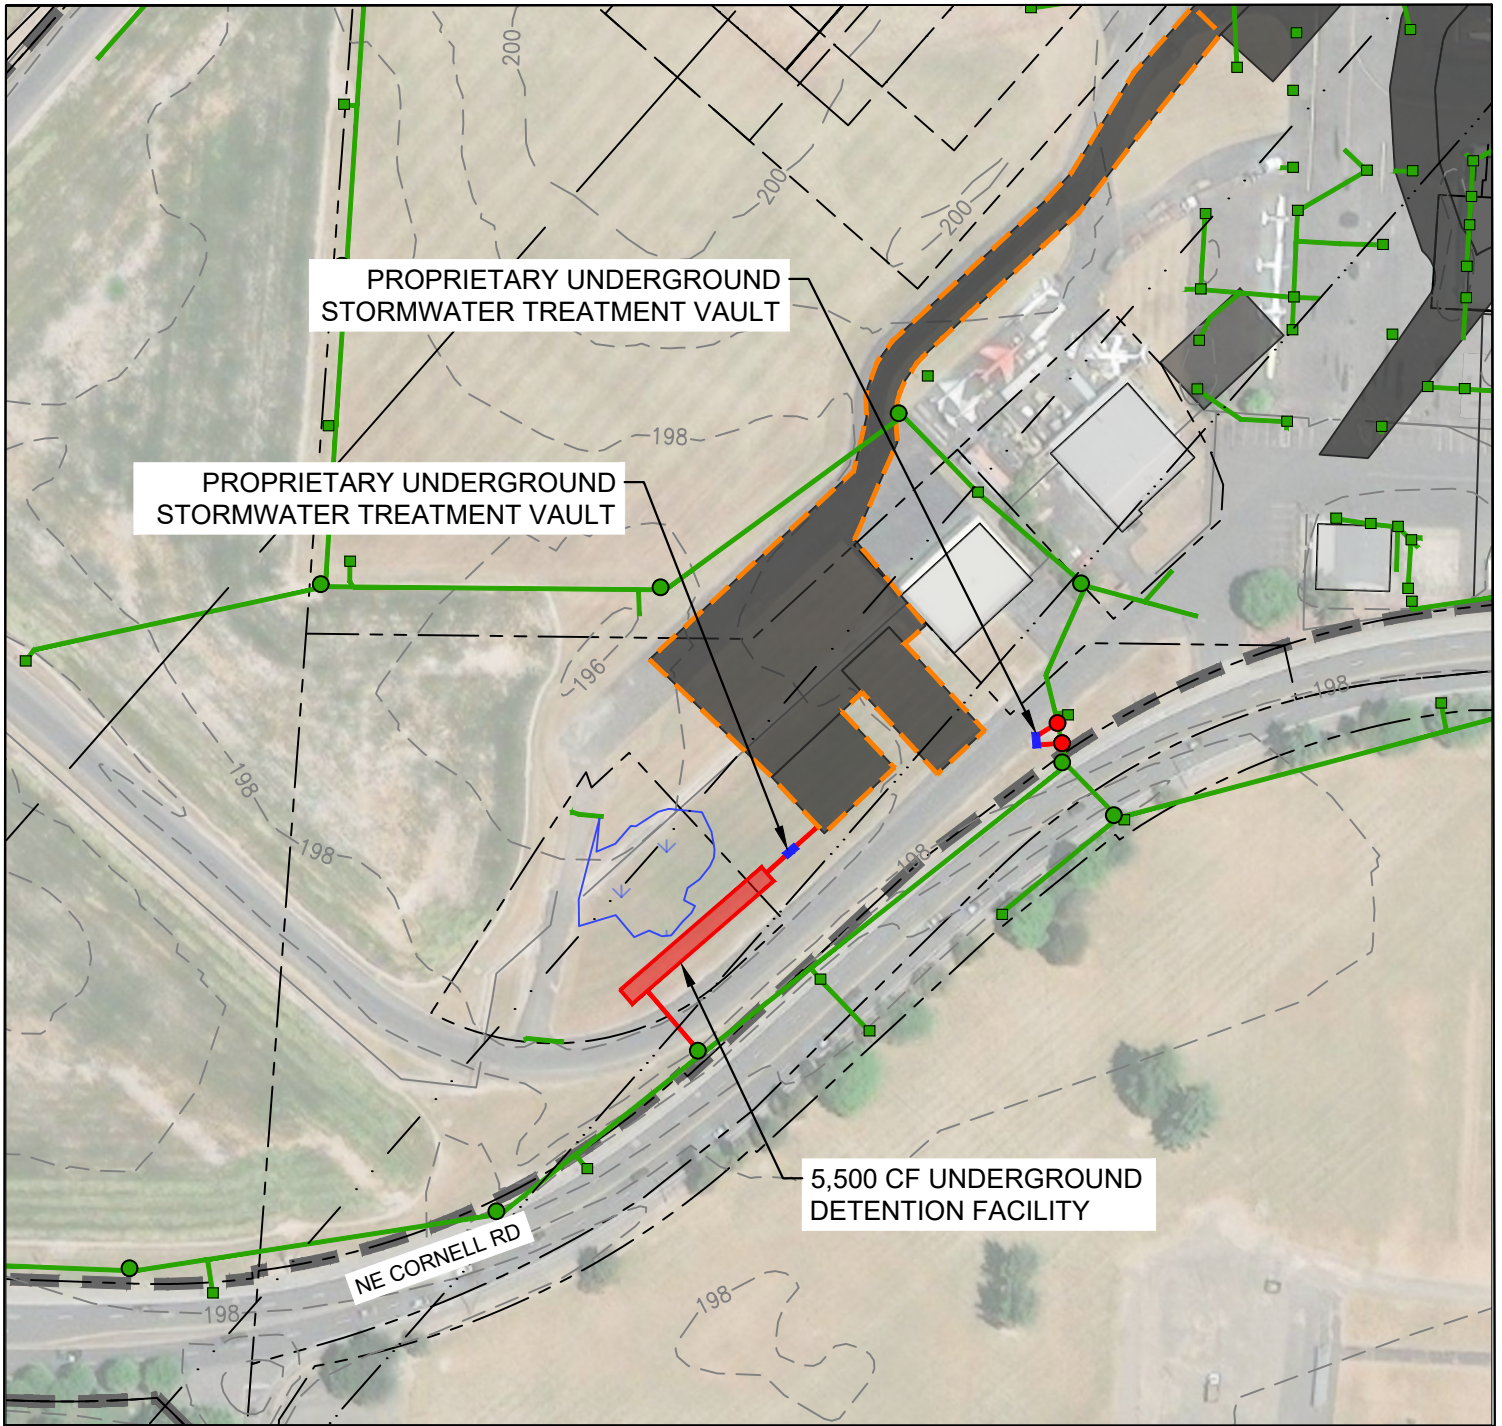 200
200
200
PROPRIETARY UNDERGROUND
STORMWATER TREATMENT VAULT
198
PROPRIETARY UNDERGROUND
STORMWATER TREATMENT VAULT
196
198
198
198
198
5,500 CF UNDERGROUND
DETENTION FACILITY
NE CORNELL RD
198
198